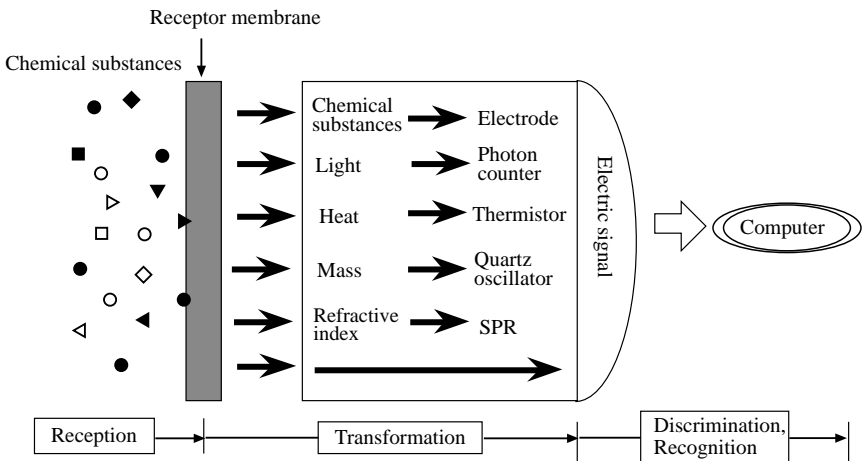 Receptor membrane
Chemical substances
Chemical
substances
Electrode
Light
Photon
counter
Heat
Thermistor
Mass
Quartz
oscillator
Refractive
index
SPR
Electric signal
Computer
Reception
Transformation
Discrimination,
Recognition